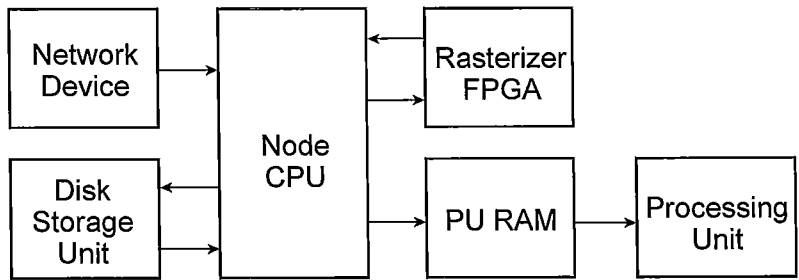 Network
Device
Node
CPU
Rasterizer
FPGA
Disk
Storage
Unit
PU RAM
Processing
Unit